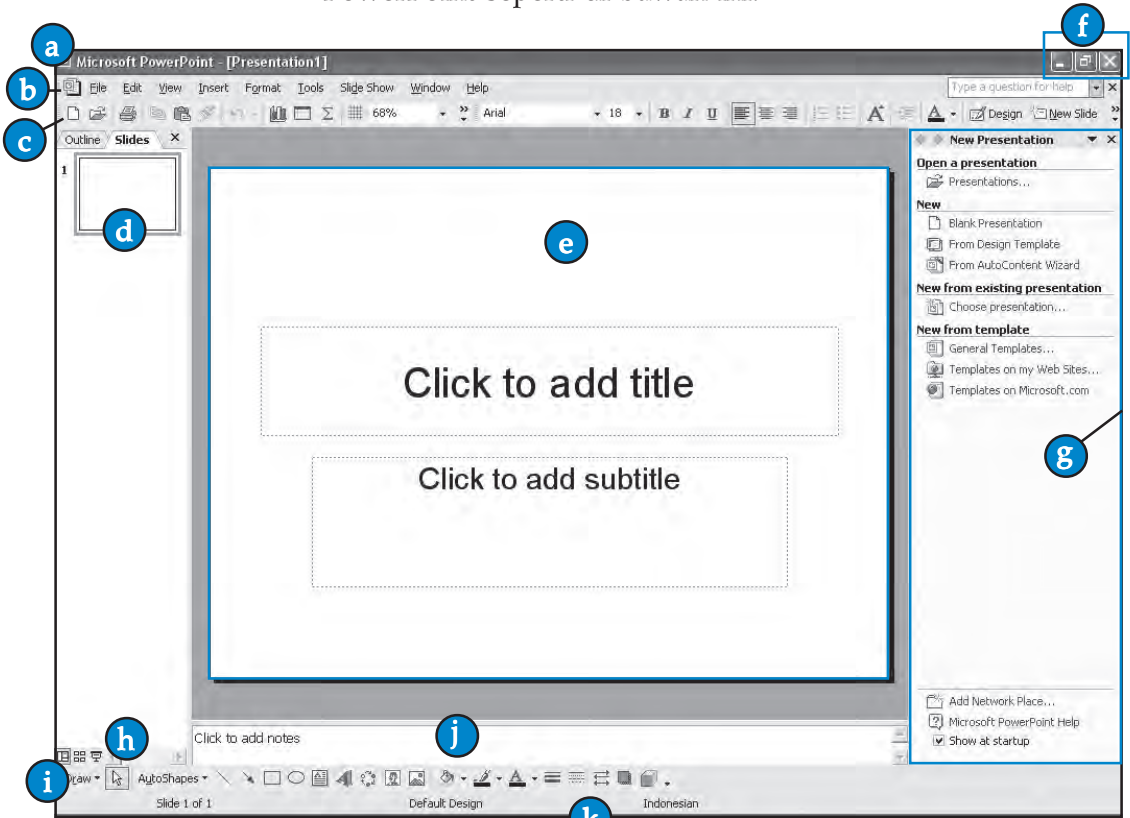 f
a
Microsoft PowerPoint - [Presentation1]
b
File Edit View Insert Format Tools Slide Show Window Help
Type a question for help
c
68% Arial 18 B I U A A Design New Slide
Outline Slides
New Presentation
1
d
e
Click to add title
Click to add subtitle
Open a presentation
Presentations...
New
Blank Presentation
From Design Template
From AutoContent Wizard
New from existing presentation
Choose presentation...
New from template
General Templates...
Templates on my Web Sites...
Templates on Microsoft.com
g
Add Network Place...
Microsoft PowerPoint Help
Show at startup
h
j
Click to add notes
i
Draw AutoShapes A
Slide 1 of 1 Default Design Indonesian
k